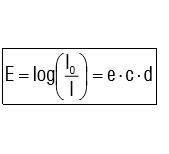 E = log(I₀/I) = e · c · d